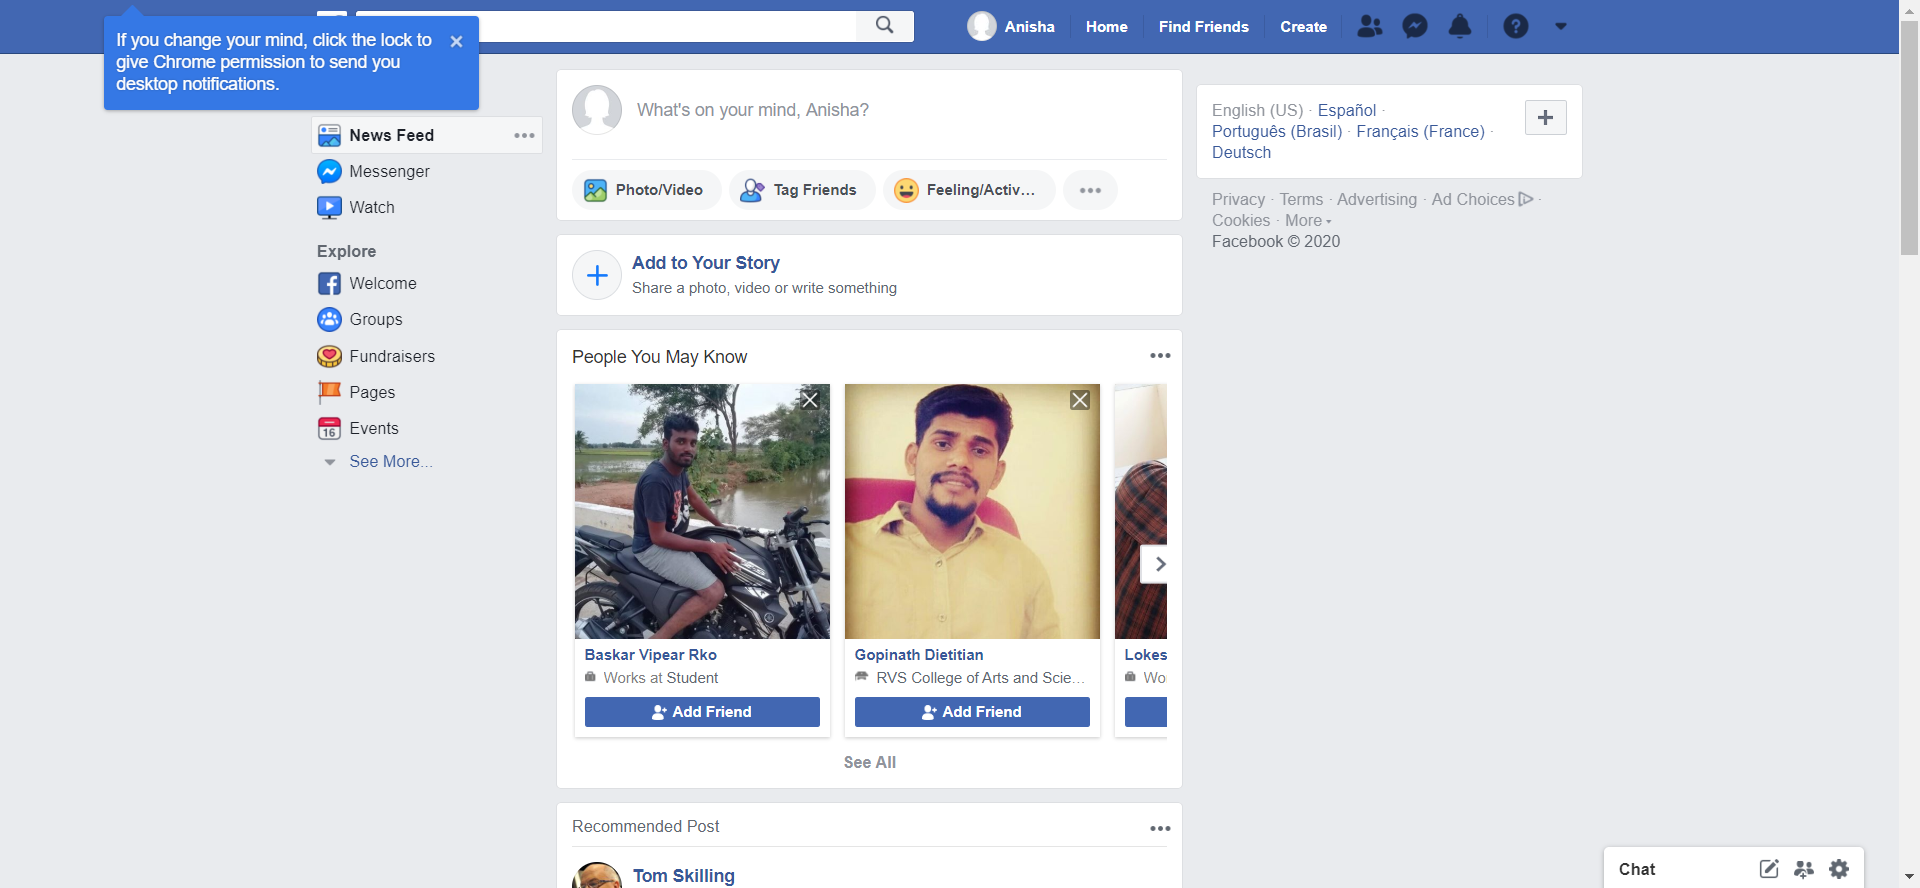 If you change your mind, click the lock to
give Chrome permission to send you
desktop notifications.
Anisha
Home
Find Friends
Create
News Feed
Messenger
Watch
Explore
Welcome
Groups
Fundraisers
Pages
16
Events
See More...
What's on your mind, Anisha?
Photo/Video
Tag Friends
Feeling/Activ...
Add to Your Story
Share a photo, video or write something
People You May Know
Baskar Vipear Rko
Works at Student
Add Friend
Gopinath Dietitian
RVS College of Arts and Scie...
Add Friend
Lokes
Wo
See All
Recommended Post
Tom Skilling
English (US) · Español ·
Português (Brasil) · Français (France) ·
Deutsch
Privacy · Terms · Advertising · Ad Choices ·
Cookies · More
Facebook © 2020
Chat